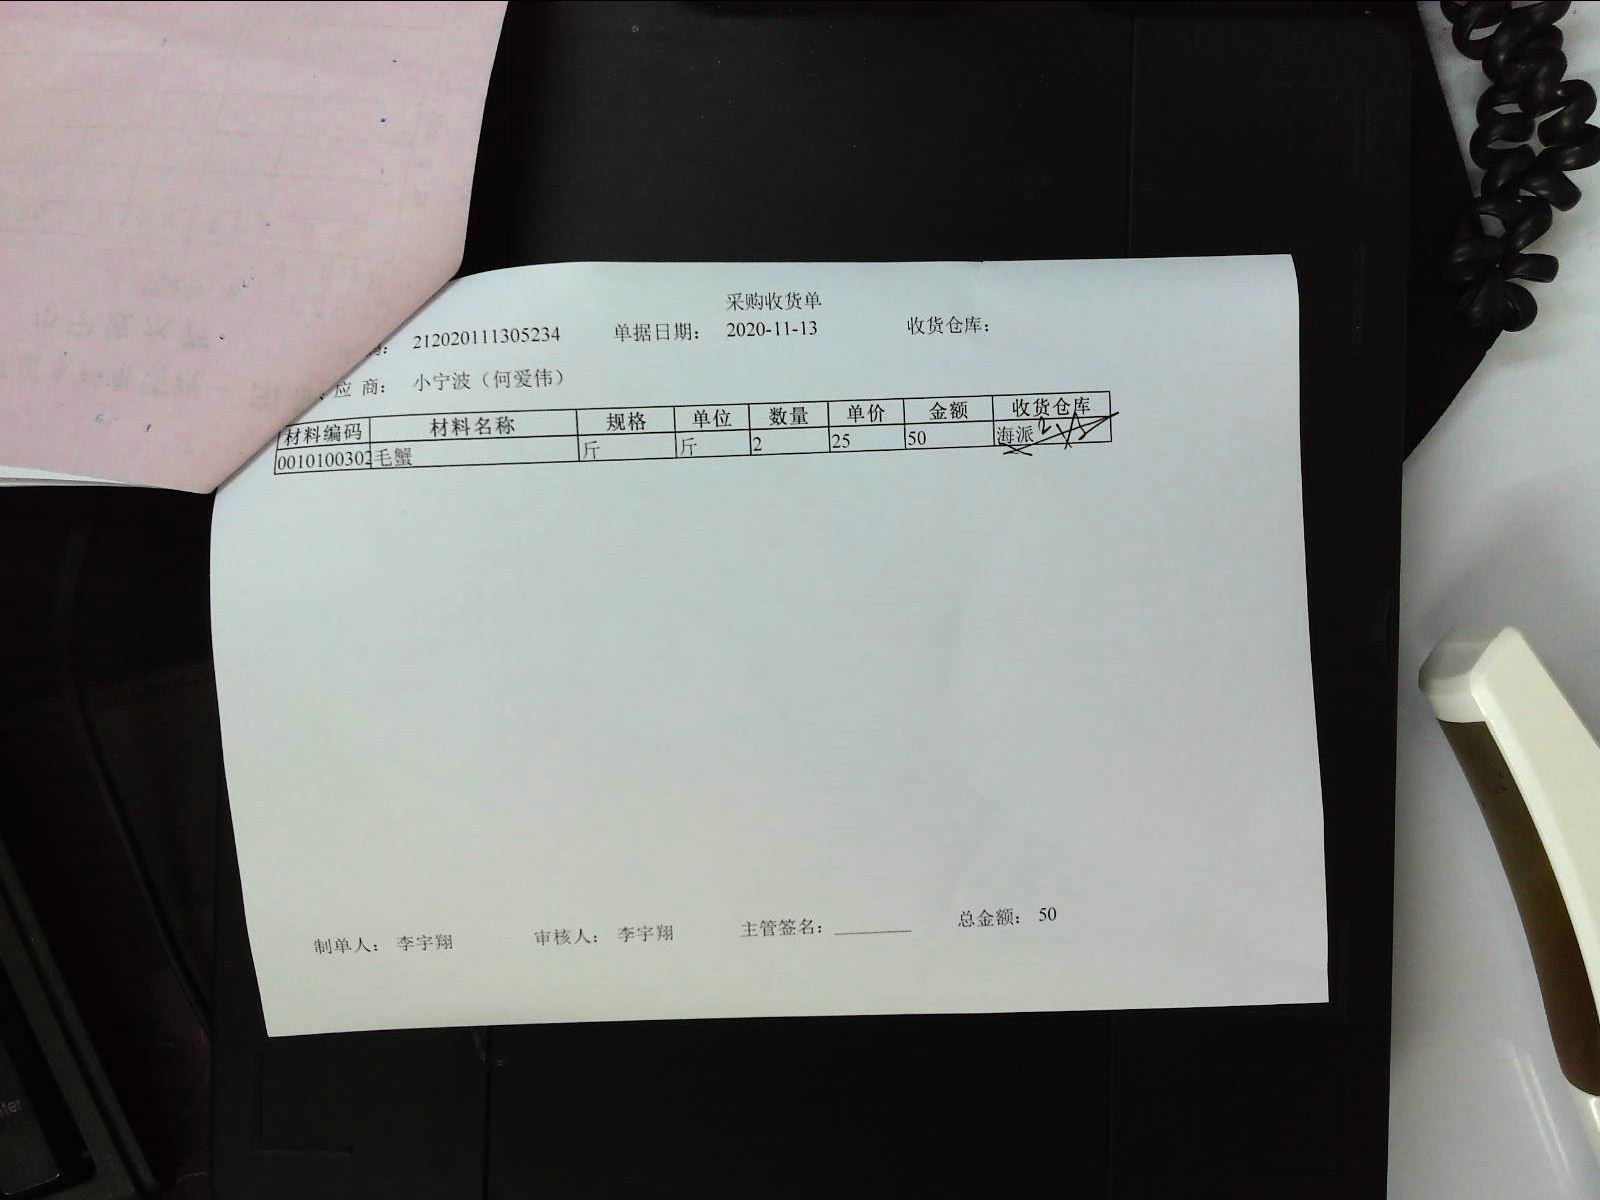 采购收货单
码： 212020111305234 单据日期： 2020-11-13 收货仓库：
应 商： 小宁波（何爱伟）
材料编码 材料名称 规格 单位 数量 单价 金额 收货仓库
0010100302 毛蟹 斤 斤 2 25 50 海派
制单人： 李宇翔 审核人： 李宇翔 主管签名： 总金额： 50